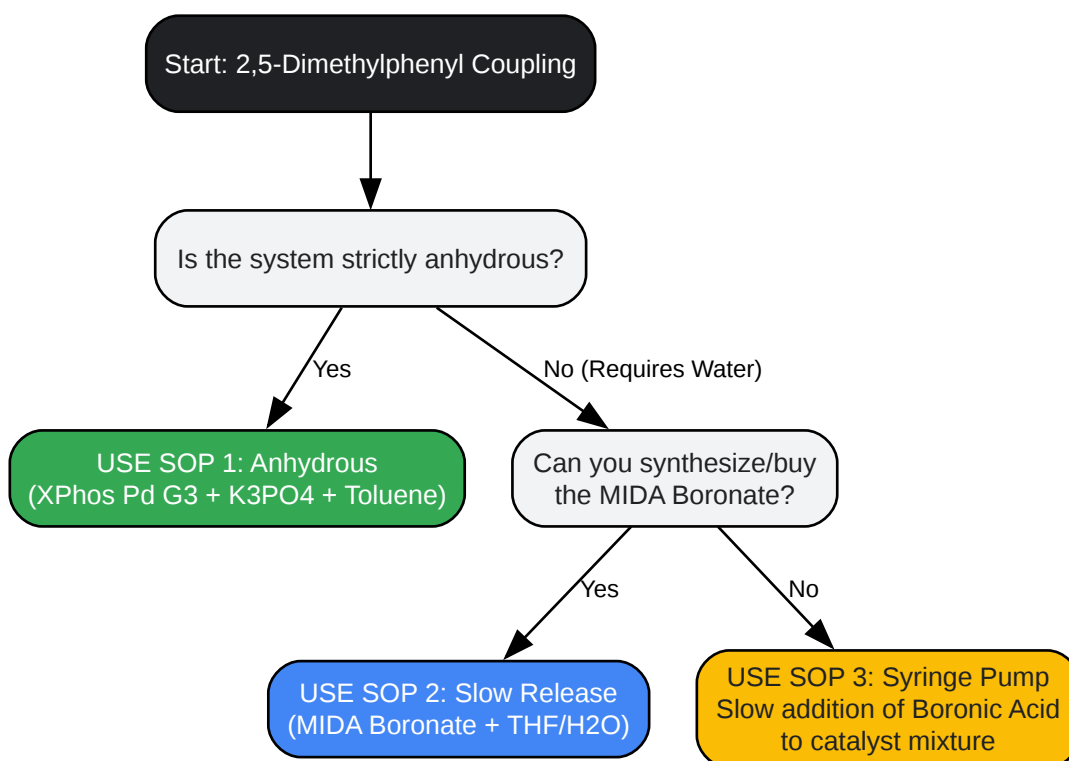 Start: 2,5-Dimethylphenyl Coupling
Is the system strictly anhydrous?
Yes
No (Requires Water)
USE SOP 1: Anhydrous
(XPhos Pd G3 + K3PO4 + Toluene)
Can you synthesize/buy
the MIDA Boronate?
Yes
No
USE SOP 2: Slow Release
(MIDA Boronate + THF/H2O)
USE SOP 3: Syringe Pump
Slow addition of Boronic Acid
to catalyst mixture